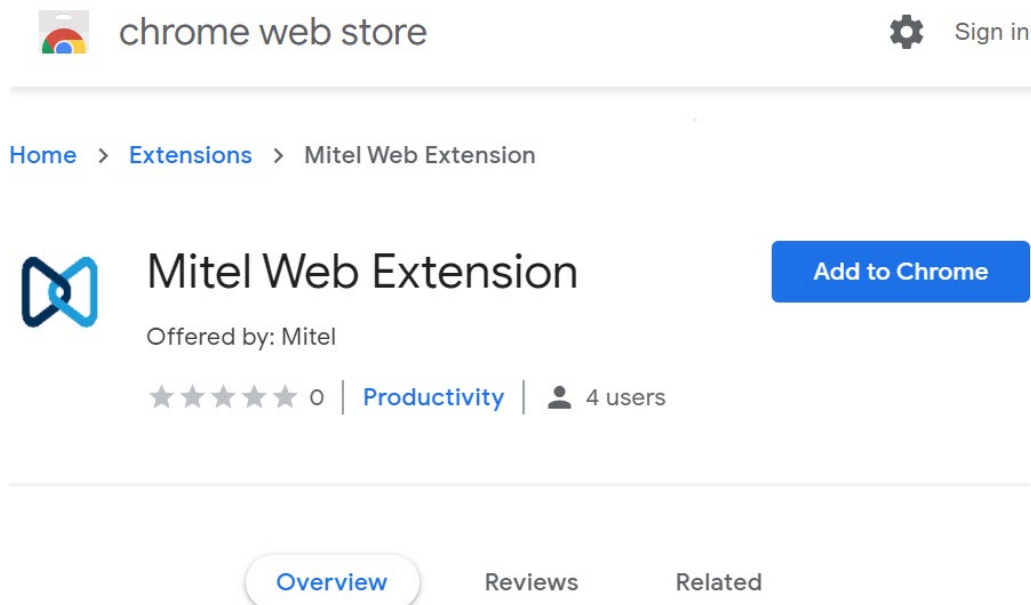 chrome web store Sign in
Home > Extensions > Mitel Web Extension
Mitel Web Extension Add to Chrome
Offered by: Mitel
0 | Productivity | 4 users
Overview Reviews Related